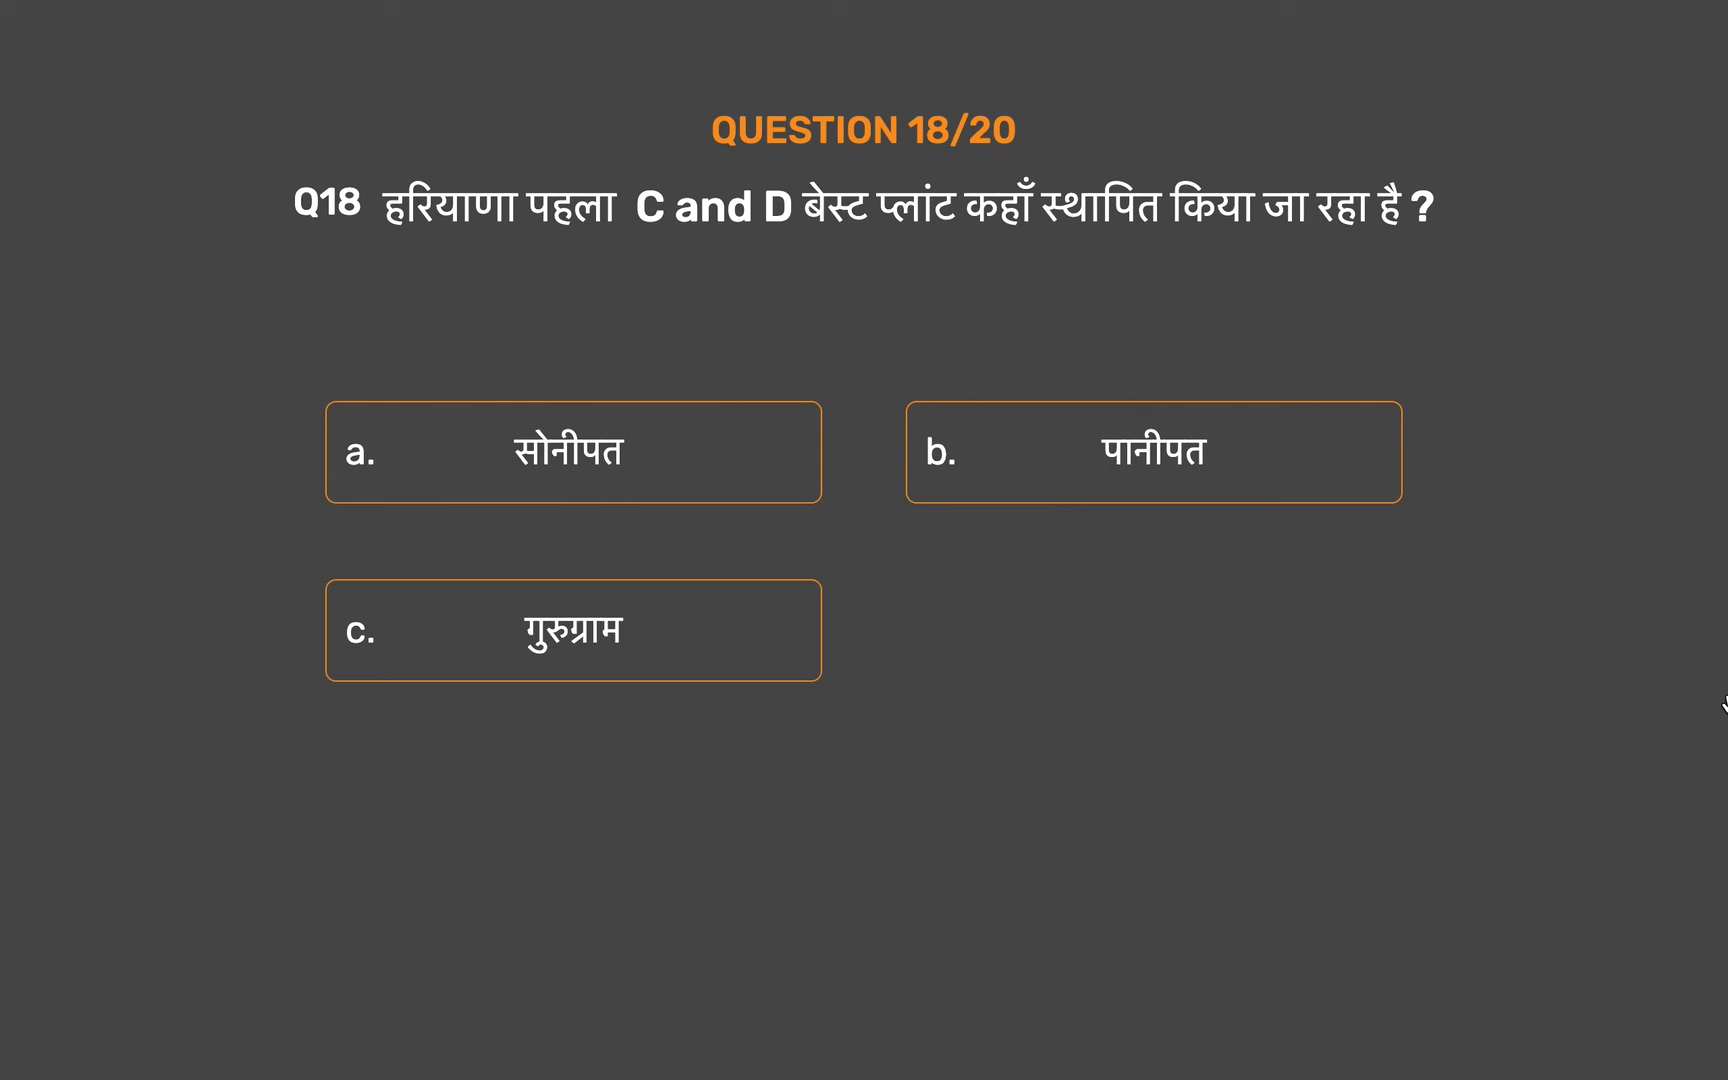 QUESTION 18/20
Q18 हरियाणा पहला C and D बेस्ट प्लांट कहाँ स्थापित किया जा रहा है ?
a. सोनीपत
b. पानीपत
c. गुरुग्राम